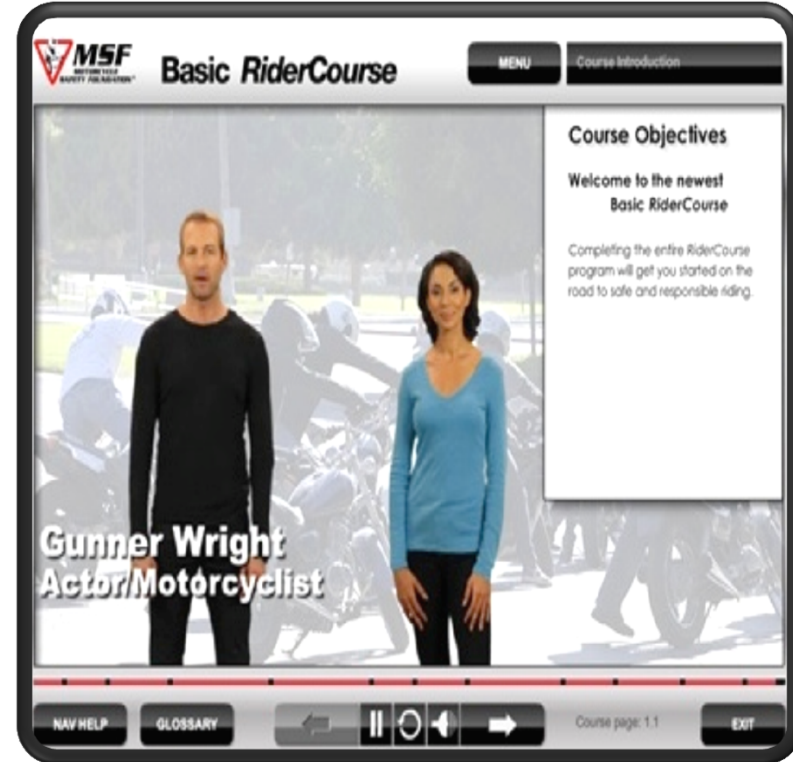 MSF
MOTORCYCLE
SAFETY FOUNDATION
Basic RiderCourse
MENU
Course Introduction
Course Objectives
Welcome to the newest
Basic RiderCourse
Completing the entire RiderCourse
program will get you started on the
road to safe and responsible riding.
Gunner Wright
Actor/Motorcyclist
NAV HELP
GLOSSARY
Course page: 1.1
EXIT